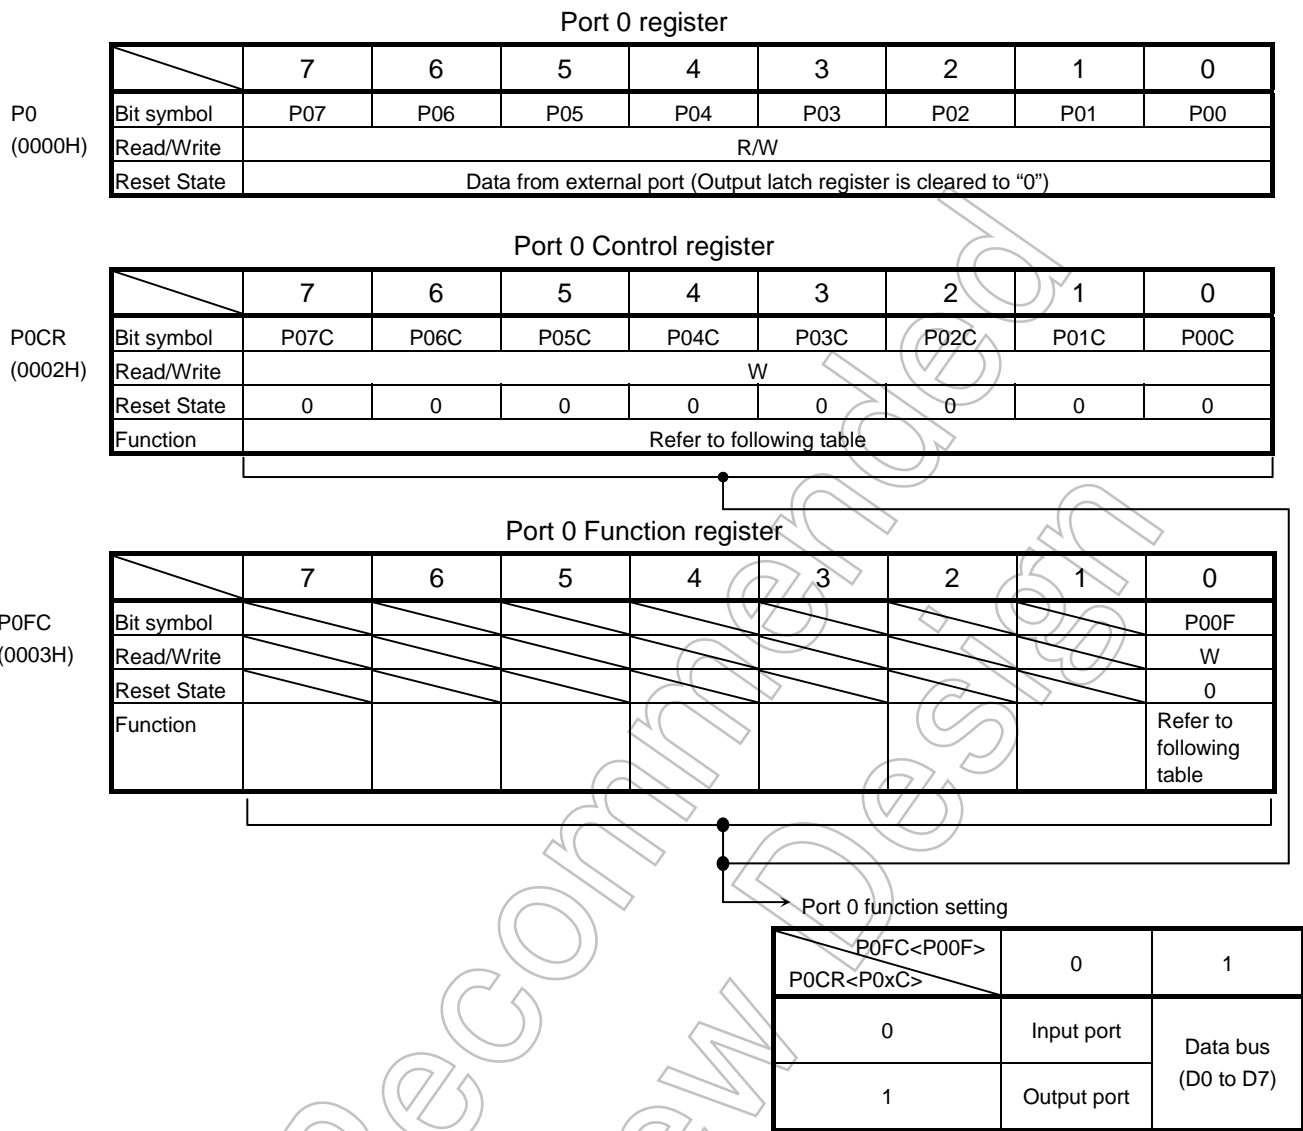 Port 0 register
7 6 5 4 3 2 1 0
P0 (0000H)
Bit symbol P07 P06 P05 P04 P03 P02 P01 P00
Read/Write R/W
Reset State Data from external port (Output latch register is cleared to “0”)
Port 0 Control register
7 6 5 4 3 2 1 0
P0CR (0002H)
Bit symbol P07C P06C P05C P04C P03C P02C P01C P00C
Read/Write W
Reset State 0 0 0 0 0 0 0 0
Function Refer to following table
Port 0 Function register
7 6 5 4 3 2 1 0
P0FC (0003H)
Bit symbol P00F
Read/Write W
Reset State 0
Function Refer to
following
table
Port 0 function setting
P0FC<P00F> 0 1
P0CR<P0xC>
0 Input port
Data bus
(D0 to D7)
1 Output port
Recommended
New Design